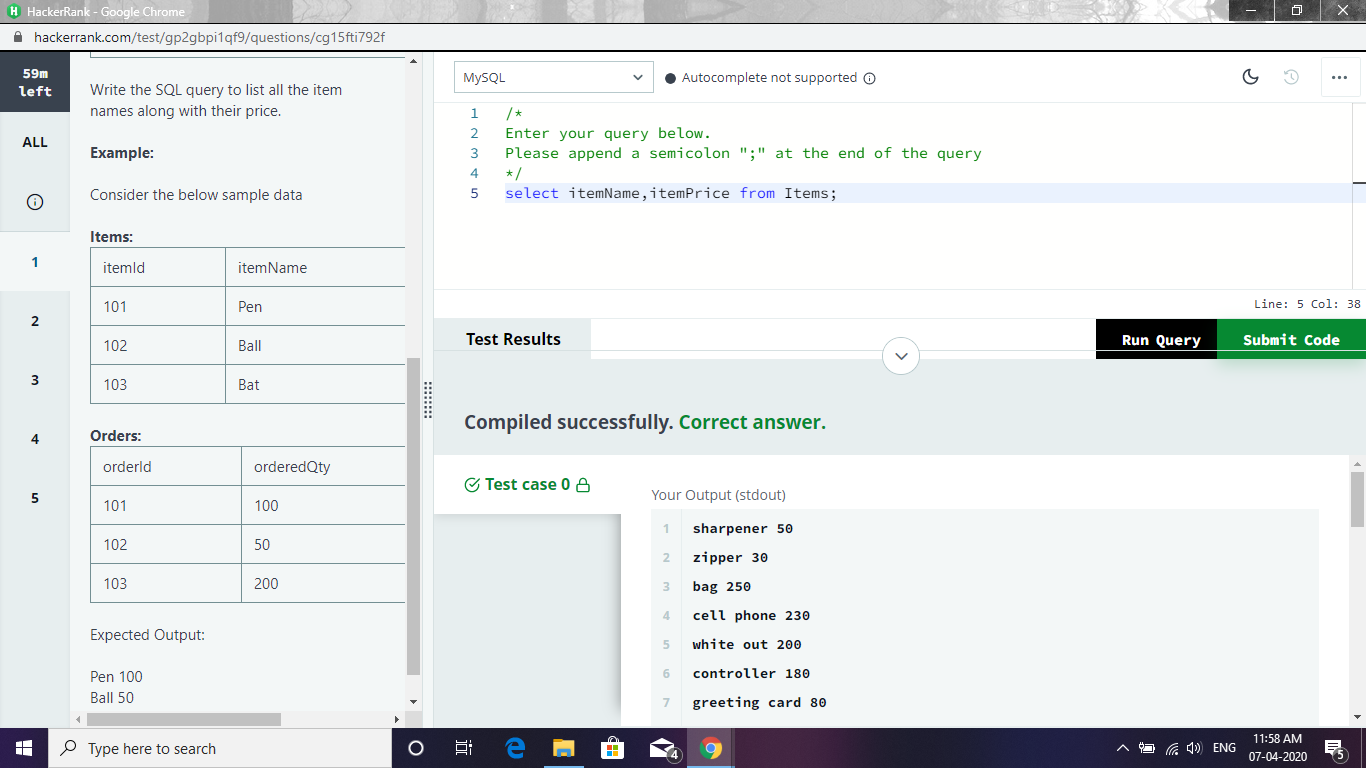 HackerRank - Google Chrome
hackerrank.com/test/gp2gbpi1qf9/questions/cg15fti792f
59m
left
ALL
1
2
3
4
5
Write the SQL query to list all the item
names along with their price.
Example:
Consider the below sample data
Items:
itemId itemName
101 Pen
102 Ball
103 Bat
Orders:
orderId orderedQty
101 100
102 50
103 200
Expected Output:
Pen 100
Ball 50
MySQL
Autocomplete not supported
1 /*
2 Enter your query below.
3 Please append a semicolon ";" at the end of the query
4 */
5 select itemName,itemPrice from Items;
Line: 5 Col: 38
Test Results
Run Query
Submit Code
Compiled successfully. Correct answer.
Test case 0
Your Output (stdout)
1 sharpener 50
2 zipper 30
3 bag 250
4 cell phone 230
5 white out 200
6 controller 180
7 greeting card 80
Type here to search
4
ENG
11:58 AM
07-04-2020
5